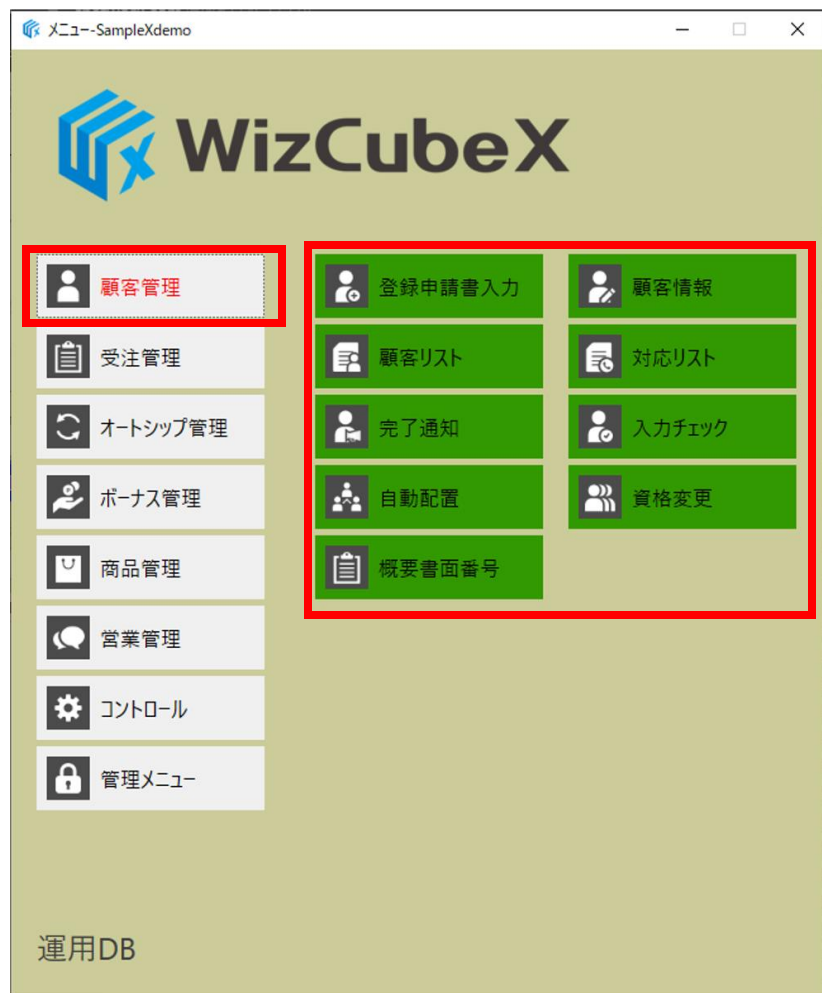 メニュー-SampleXdemo
WizCubeX
顧客管理
受注管理
オートシップ管理
ボーナス管理
商品管理
営業管理
コントロール
管理メニュー
登録申請書入力
顧客情報
顧客リスト
対応リスト
完了通知
入力チェック
自動配置
資格変更
概要書面番号
運用DB